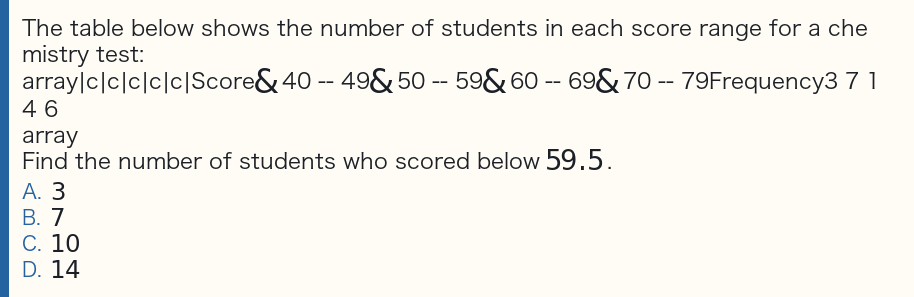 The table below shows the number of students in each score range for a che
mistry test:
array|c|c|c|c|c|Score& 40 -- 49& 50 -- 59& 60 -- 69& 70 -- 79Frequency3 7 1
4 6
array
Find the number of students who scored below 59.5.
A. 3
B. 7
C. 10
D. 14